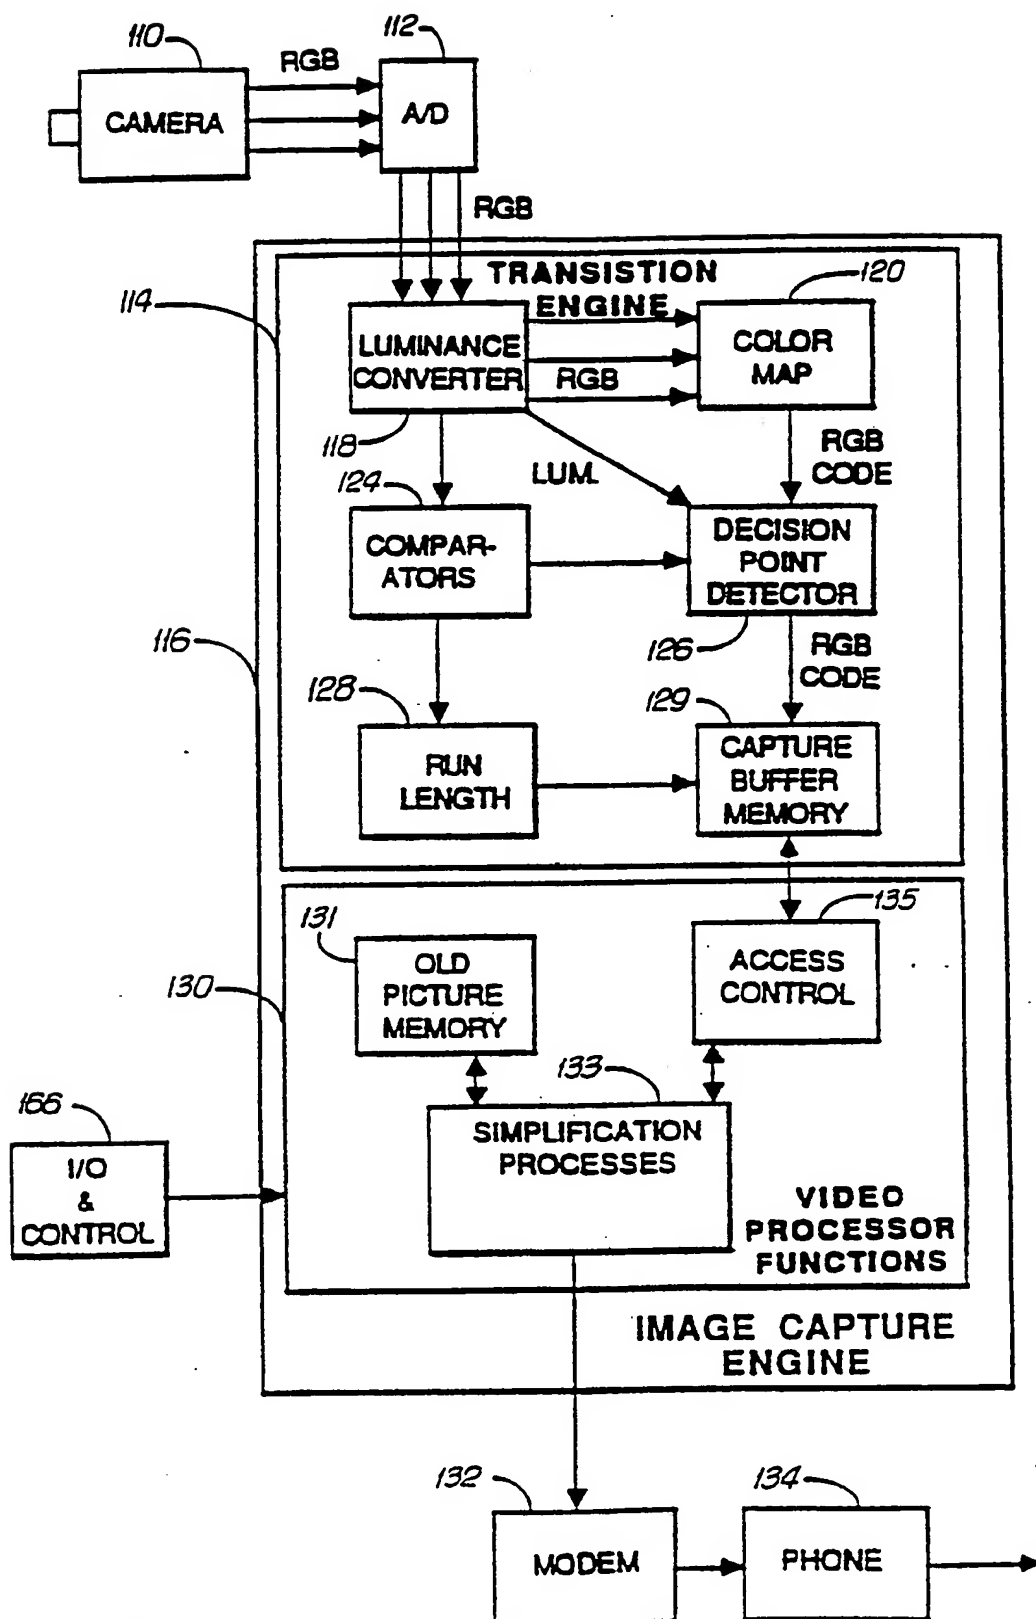 110
112
RGB
CAMERA
A/D
RGB
TRANSISTION
ENGINE
120
114
LUMINANCE
CONVERTER
RGB
COLOR
MAP
118
LUM.
RGB
CODE
124
COMPAR-
ATORS
DECISION
POINT
DETECTOR
116
126
RGB
CODE
128
129
RUN
LENGTH
CAPTURE
BUFFER
MEMORY
131
135
OLD
PICTURE
MEMORY
ACCESS
CONTROL
130
133
166
SIMPLIFICATION
PROCESSES
I/O
&
CONTROL
VIDEO
PROCESSOR
FUNCTIONS
IMAGE CAPTURE
ENGINE
132
134
MODEM
PHONE